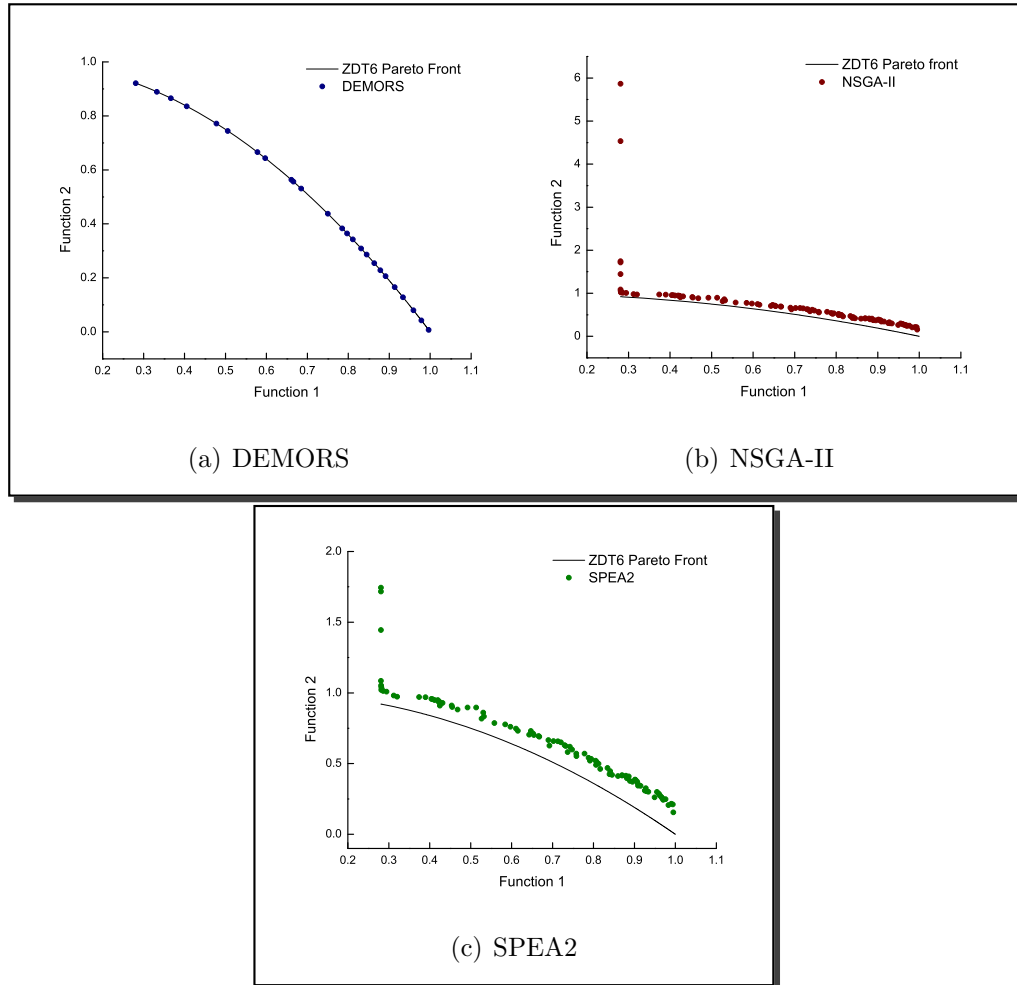 ZDT6 Pareto Front
DEMORS
1.0
0.8
0.6
0.4
0.2
0.0
Function 2
0.2 0.3 0.4 0.5 0.6 0.7 0.8 0.9 1.0 1.1
Function 1
(a) DEMORS
ZDT6 Pareto front
NSGA-II
6
5
4
3
2
1
0
Function 2
0.2 0.3 0.4 0.5 0.6 0.7 0.8 0.9 1.0 1.1
Function 1
(b) NSGA-II
ZDT6 Pareto Front
SPEA2
2.0
1.5
1.0
0.5
0.0
Function 2
0.2 0.3 0.4 0.5 0.6 0.7 0.8 0.9 1.0 1.1
Function 1
(c) SPEA2